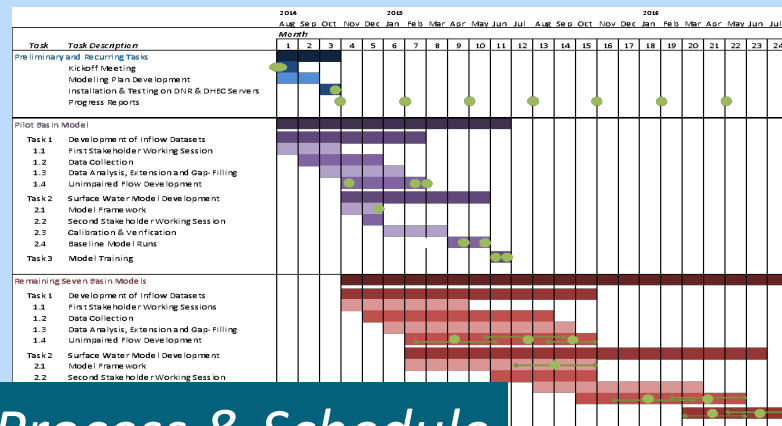 2014 2015 2016
Aug Sep Oct Nov Dec Jan Feb Mar Apr May Jun Jul Aug Sep Oct Nov Dec Jan Feb Mar Apr May Jun Jul
Month
Task Task Description 1 2 3 4 5 6 7 8 9 10 11 12 13 14 15 16 17 18 19 20 21 22 23 24
Preliminary and Recurring Tasks
Kickoff Meeting
Modeling Plan Development
Installation & Testing on DNR & DHEC Servers
Progress Reports
Pilot Basin Model
Task 1 Development of Inflow Datasets
1.1 First Stakeholder Working Session
1.2 Data Collection
1.3 Data Analysis, Extension and Gap-Filling
1.4 Unimpaired Flow Development
Task 2 Surface Water Model Development
2.1 Model Framework
2.2 Second Stakeholder Working Session
2.3 Calibration & Verification
2.4 Baseline Model Runs
Task 3 Model Training
Remaining Seven Basin Models
Task 1 Development of Inflow Datasets
1.1 First Stakeholder Working Sessions
1.2 Data Collection
1.3 Data Analysis, Extension and Gap-Filling
1.4 Unimpaired Flow Development
Task 2 Surface Water Model Development
2.1 Model Framework
2.2 Second Stakeholder Working Session
Process & Schedule